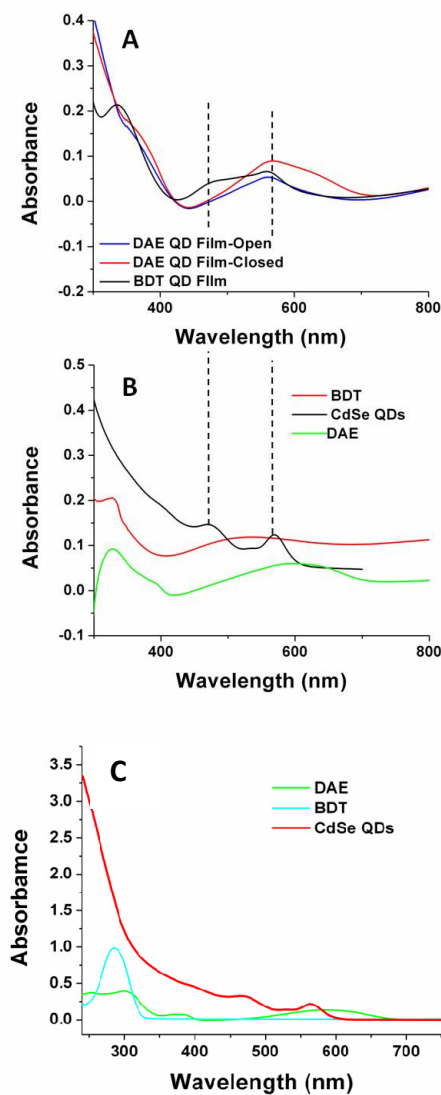 A
0.4
0.3
0.2
0.1
0.0
-0.1
-0.2
Absorbance
DAE QD Film-Open
DAE QD Film-Closed
BDT QD FIlm
400 600 800
Wavelength (nm)
B
0.5
0.4
0.3
0.2
0.1
0.0
-0.1
Absorbance
BDT
CdSe QDs
DAE
400 600 800
Wavelength (nm)
C
3.5
3.0
2.5
2.0
1.5
1.0
0.5
0.0
Absorbamce
DAE
BDT
CdSe QDs
300 400 500 600 700
Wavelength (nm)